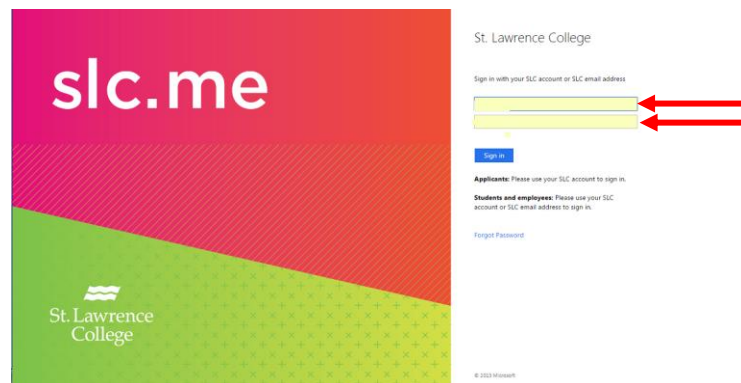 slc.me
St. Lawrence
College
St. Lawrence College
Sign in with your SLC account or SLC email address
Sign in
Applicants: Please use your SLC account to sign in.
Students and employees: Please use your SLC
account or SLC email address to sign in.
Forgot Password
© 2013 Microsoft